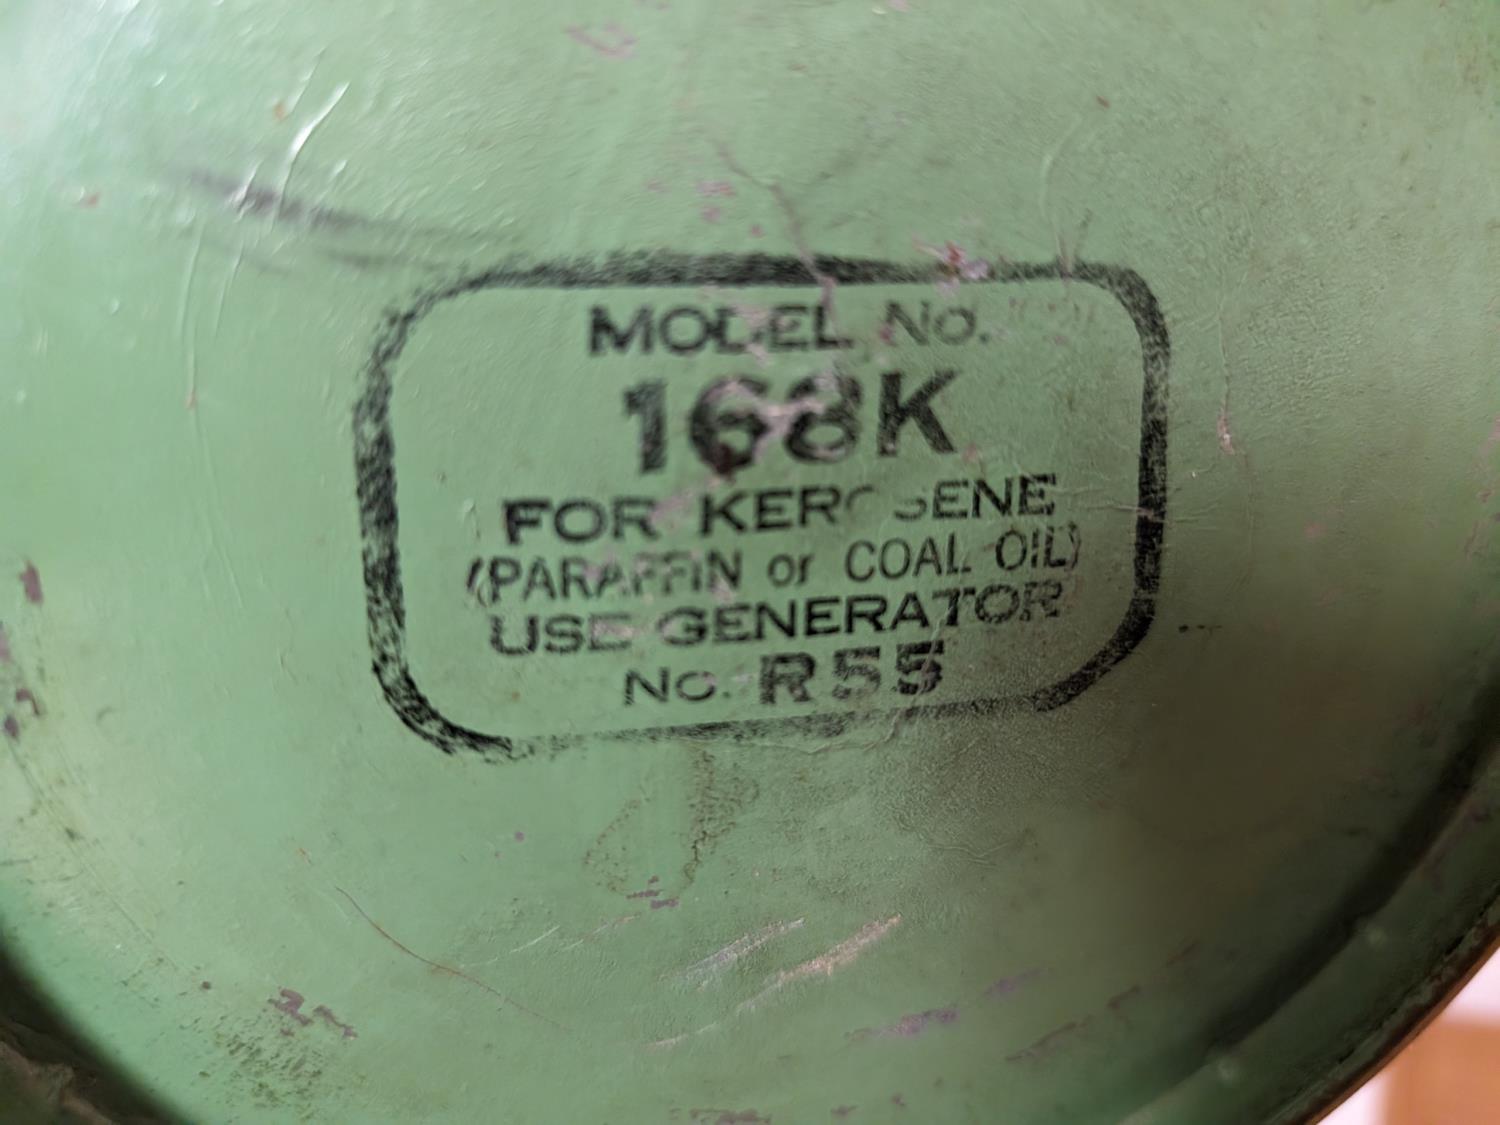 MODEL No.
168K
FOR KEROSENE
(PARAFFIN or COAL OIL)
USE GENERATOR
No. R55